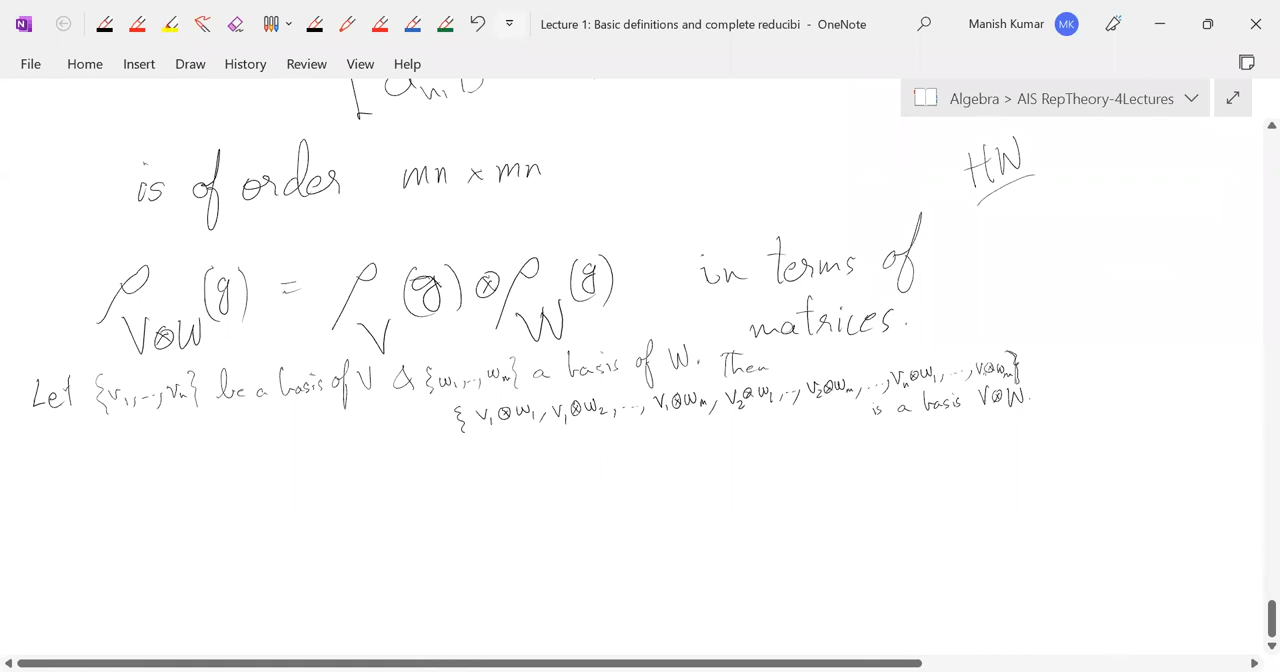 Lecture 1: Basic definitions and complete reducibi - OneNote
Manish Kumar
MK
File Home Insert Draw History Review View Help
Algebra > AIS RepTheory-4Lectures
HW
is of order mn × mn
ρ_{V⊗W}(g) = ρ_V(g) ⊗ ρ_W(g) in terms of
matrices.
Let {v₁, .., vₙ} be a basis of V & {w₁, .., wₘ} a basis of W. Then
{ v₁⊗w₁, v₁⊗w₂, ..., v₁⊗wₘ, v₂⊗w₁, .., v₂⊗wₘ, ..., vₙ⊗w₁, ..., vₙ⊗wₘ}
is a basis V⊗W.